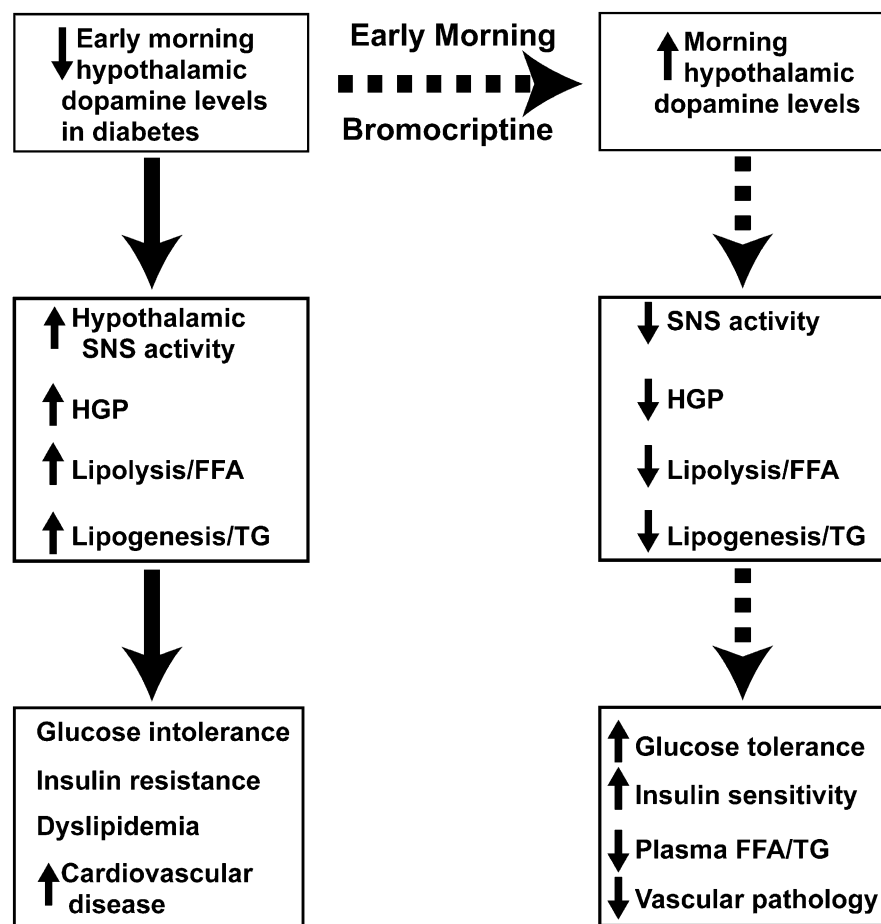 Early morning
hypothalamic
dopamine levels
in diabetes
Early Morning
Bromocriptine
Morning
hypothalamic
dopamine levels
Hypothalamic
SNS activity
HGP
Lipolysis/FFA
Lipogenesis/TG
SNS activity
HGP
Lipolysis/FFA
Lipogenesis/TG
Glucose intolerance
Insulin resistance
Dyslipidemia
Cardiovascular
disease
Glucose tolerance
Insulin sensitivity
Plasma FFA/TG
Vascular pathology